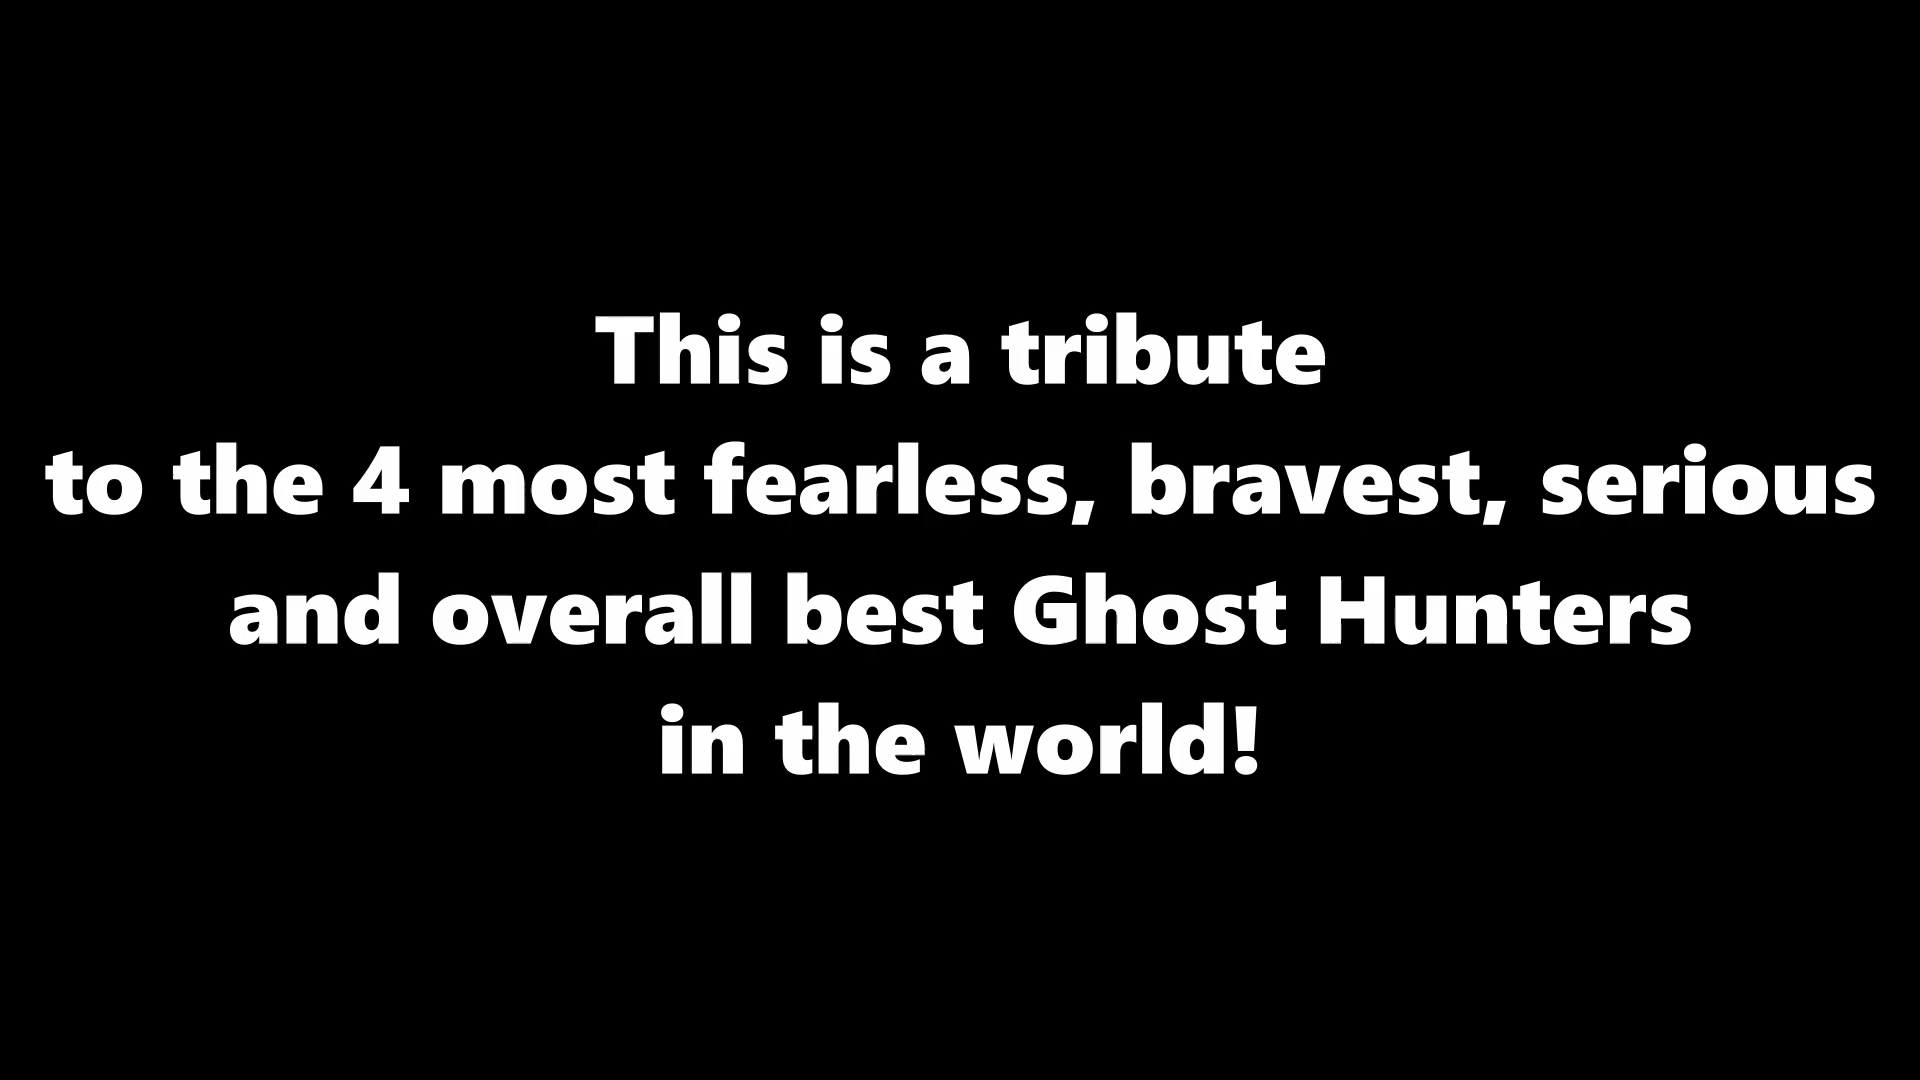 This is a tribute
to the 4 most fearless, bravest, serious
and overall best Ghost Hunters
in the world!